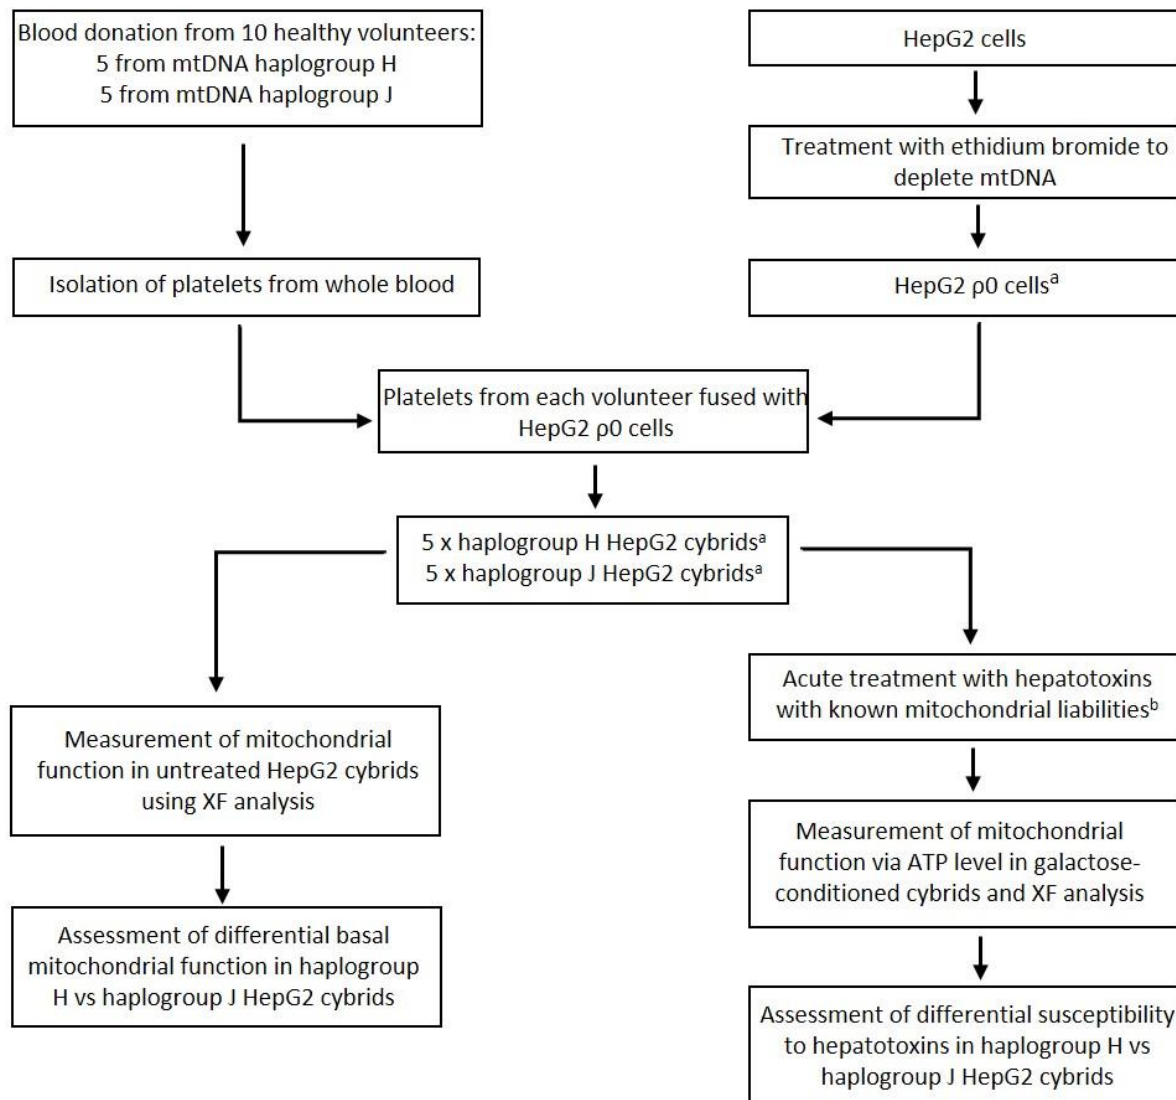 Blood donation from 10 healthy volunteers:
5 from mtDNA haplogroup H
5 from mtDNA haplogroup J
HepG2 cells
Treatment with ethidium bromide to
deplete mtDNA
Isolation of platelets from whole blood
HepG2 ρ0 cellsᵃ
Platelets from each volunteer fused with
HepG2 ρ0 cells
5 x haplogroup H HepG2 cybridsᵃ
5 x haplogroup J HepG2 cybridsᵃ
Measurement of mitochondrial
function in untreated HepG2 cybrids
using XF analysis
Assessment of differential basal
mitochondrial function in haplogroup
H vs haplogroup J HepG2 cybrids
Acute treatment with hepatotoxins
with known mitochondrial liabilitiesᵇ
Measurement of mitochondrial
function via ATP level in galactose-
conditioned cybrids and XF analysis
Assessment of differential susceptibility
to hepatotoxins in haplogroup H vs
haplogroup J HepG2 cybrids